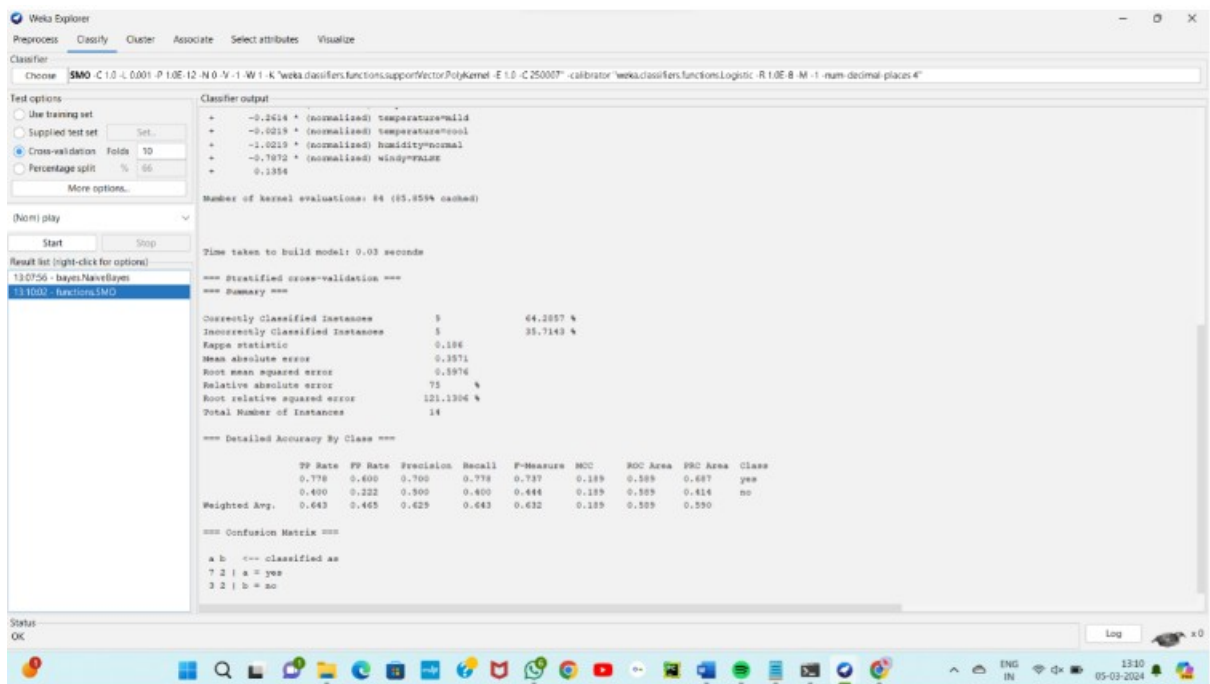 Weka Explorer
Preprocess Classify Cluster Associate Select attributes Visualize
Classifier
Choose SMO -C 1.0 -L 0.001 -P 1.0E-12 -N 0 -V -1 -W 1 -K "weka.classifiers.functions.supportVector.PolyKernel -E 1.0 -C 250007" -calibrator "weka.classifiers.functions.Logistic -R 1.0E-8 -M -1 -num-decimal-places 4"
Test options
Use training set
Supplied test set Set...
Cross-validation Folds 10
Percentage split % 66
More options...
(Nom) play
Start Stop
Result list (right-click for options)
13:07:56 - bayes.NaiveBayes
13:10:02 - functions.SMO
Classifier output
+ -0.2614 * (normalized) temperature=mild
+ -0.0219 * (normalized) temperature=cool
+ -1.0219 * (normalized) humidity=normal
+ -0.7872 * (normalized) windy=FALSE
+ 0.1354
Number of kernel evaluations: 84 (85.859% cached)
Time taken to build model: 0.03 seconds
=== Stratified cross-validation ===
=== Summary ===
Correctly Classified Instances 9 64.2857 %
Incorrectly Classified Instances 5 35.7143 %
Kappa statistic 0.186
Mean absolute error 0.3571
Root mean squared error 0.5976
Relative absolute error 75 %
Root relative squared error 121.1306 %
Total Number of Instances 14
=== Detailed Accuracy By Class ===
TP Rate FP Rate Precision Recall F-Measure MCC ROC Area PRC Area Class
0.778 0.600 0.700 0.778 0.737 0.189 0.589 0.687 yes
0.400 0.222 0.500 0.400 0.444 0.189 0.589 0.414 no
Weighted Avg. 0.643 0.465 0.629 0.643 0.632 0.189 0.589 0.590
=== Confusion Matrix ===
a b <-- classified as
7 2 | a = yes
3 2 | b = no
Status
OK
Log
x 0
ENG
IN
13:10
05-03-2024